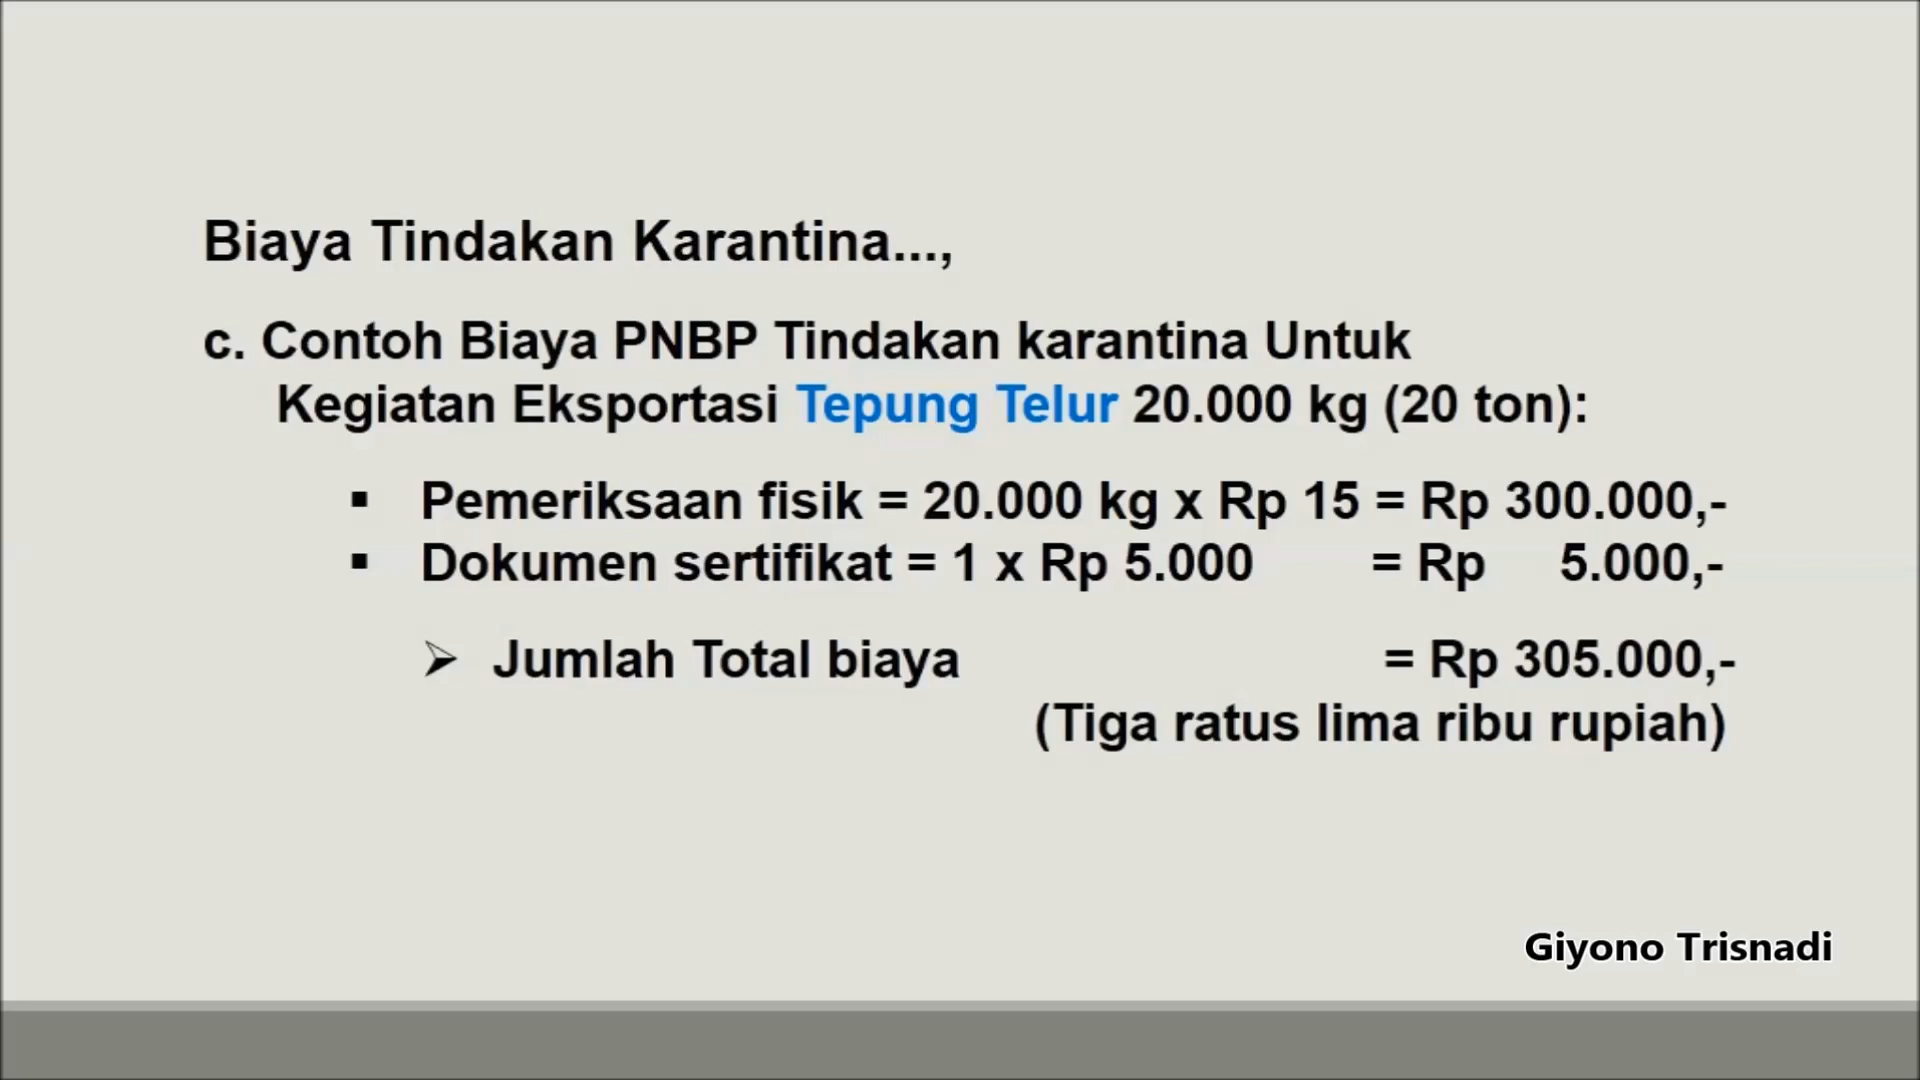 Biaya Tindakan Karantina...,
c. Contoh Biaya PNBP Tindakan karantina Untuk
Kegiatan Eksportasi Tepung Telur 20.000 kg (20 ton):
▪ Pemeriksaan fisik = 20.000 kg x Rp 15 = Rp 300.000,-
▪ Dokumen sertifikat = 1 x Rp 5.000 = Rp 5.000,-
➢ Jumlah Total biaya = Rp 305.000,-
(Tiga ratus lima ribu rupiah)
Giyono Trisnadi